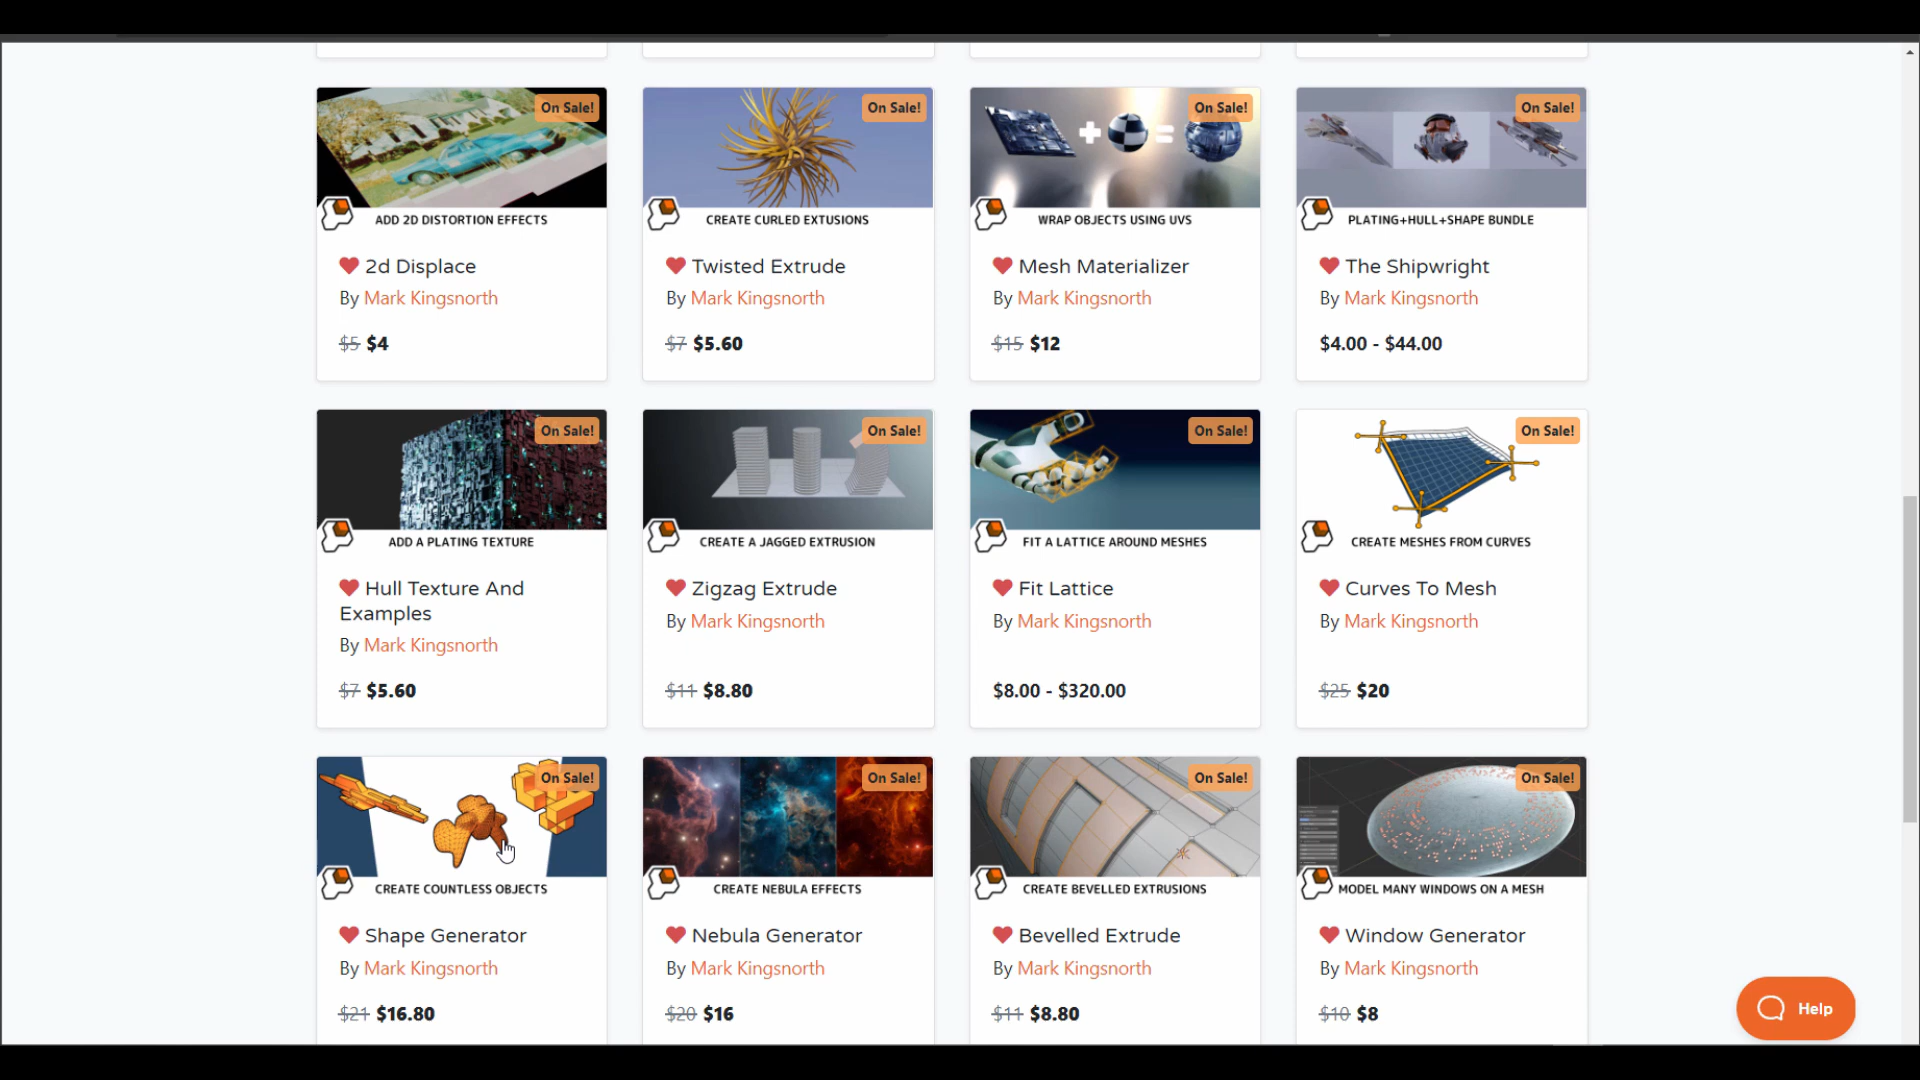 On Sale!
On Sale!
On Sale!
On Sale!
ADD 2D DISTORTION EFFECTS
CREATE CURLED EXTUSIONS
WRAP OBJECTS USING UVS
PLATING+HULL+SHAPE BUNDLE
2d Displace
Twisted Extrude
Mesh Materializer
The Shipwright
By Mark Kingsnorth
By Mark Kingsnorth
By Mark Kingsnorth
By Mark Kingsnorth
$5 $4
$7 $5.60
$15 $12
$4.00 - $44.00
On Sale!
On Sale!
On Sale!
On Sale!
ADD A PLATING TEXTURE
CREATE A JAGGED EXTRUSION
FIT A LATTICE AROUND MESHES
CREATE MESHES FROM CURVES
Hull Texture And
Examples
Zigzag Extrude
Fit Lattice
Curves To Mesh
By Mark Kingsnorth
By Mark Kingsnorth
By Mark Kingsnorth
By Mark Kingsnorth
$7 $5.60
$11 $8.80
$8.00 - $320.00
$25 $20
On Sale!
On Sale!
On Sale!
On Sale!
CREATE COUNTLESS OBJECTS
CREATE NEBULA EFFECTS
CREATE BEVELLED EXTRUSIONS
MODEL MANY WINDOWS ON A MESH
Shape Generator
Nebula Generator
Bevelled Extrude
Window Generator
By Mark Kingsnorth
By Mark Kingsnorth
By Mark Kingsnorth
By Mark Kingsnorth
$21 $16.80
$20 $16
$11 $8.80
$10 $8
Help